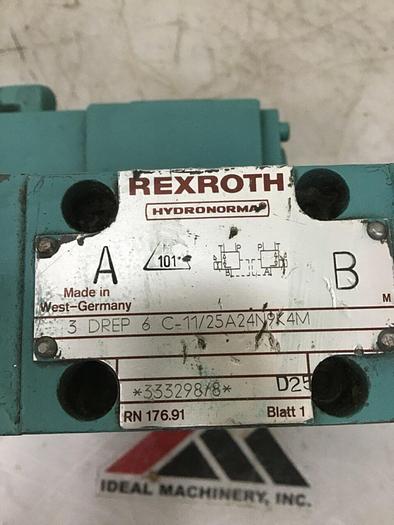 REXROTH
HYDRONORMA
A 101 B
Made in
West-Germany M
3 DREP 6 C-11/25A24N9K4M
*333298/8* D25
RN 176.91 Blatt 1
IDEAL MACHINERY, INC.